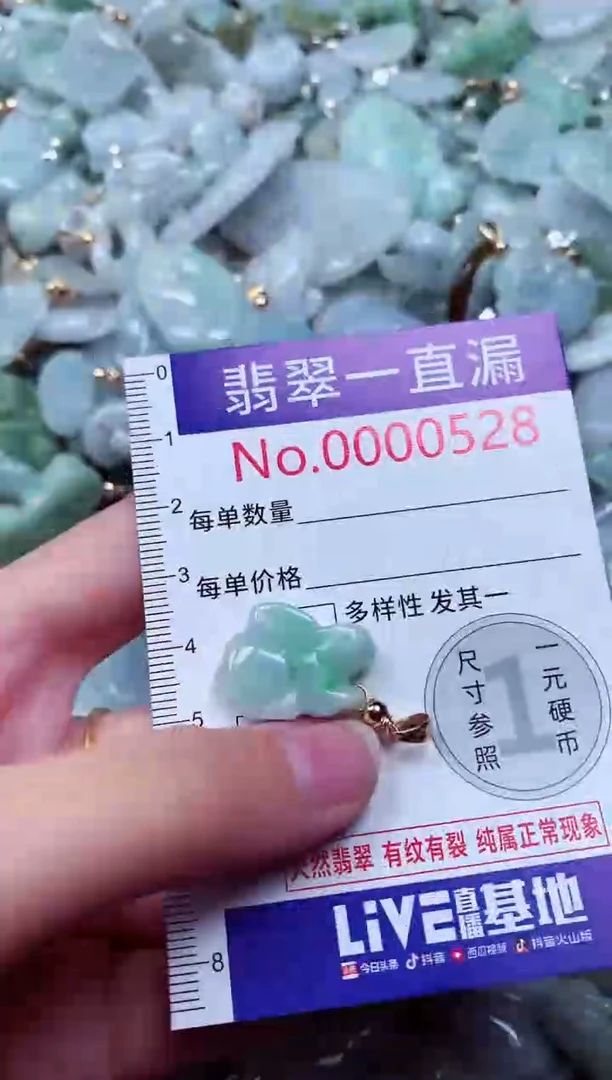 翡翠一直漏
No.0000528
每单数量
每单价格
多样性 发其一
尺寸参照
一元硬币
1
天然翡翠 有纹有裂 纯属正常现象
LiVE直播基地
今日头条 抖音 西瓜视频 抖音火山版
0
1
2
3
4
5
8